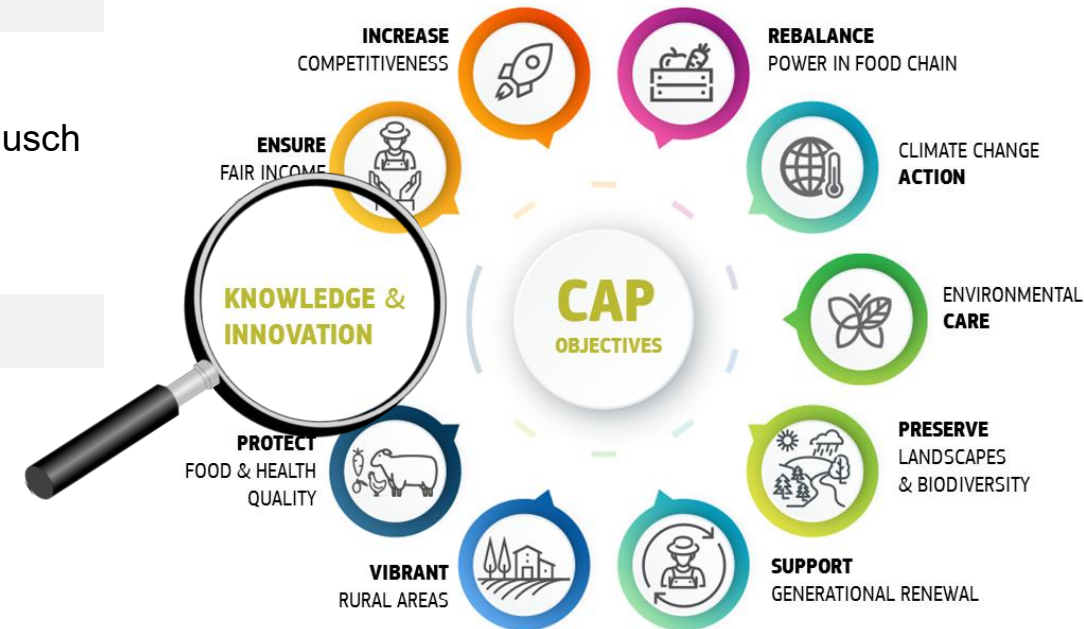 usch
INCREASE
COMPETITIVENESS
REBALANCE
POWER IN FOOD CHAIN
ENSURE
FAIR INCOME
CLIMATE CHANGE
ACTION
KNOWLEDGE &
INNOVATION
CAP
OBJECTIVES
ENVIRONMENTAL
CARE
PROTECT
FOOD & HEALTH
QUALITY
PRESERVE
LANDSCAPES
& BIODIVERSITY
VIBRANT
RURAL AREAS
SUPPORT
GENERATIONAL RENEWAL